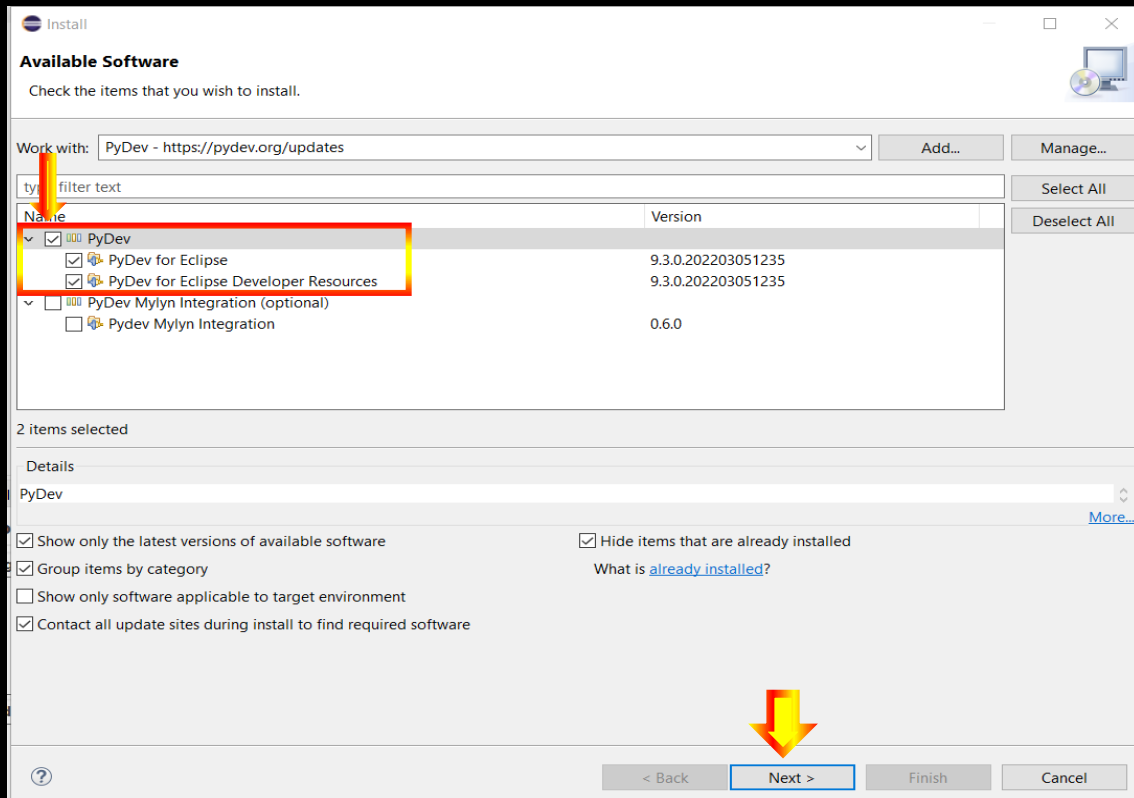 Install
Available Software
Check the items that you wish to install.
Work with: PyDev - https://pydev.org/updates Add... Manage...
filter text Select All
Name Version Deselect All
PyDev
PyDev for Eclipse 9.3.0.202203051235
PyDev for Eclipse Developer Resources 9.3.0.202203051235
PyDev Mylyn Integration (optional)
Pydev Mylyn Integration 0.6.0
2 items selected
Details
PyDev
More...
Show only the latest versions of available software Hide items that are already installed
Group items by category What is already installed?
Show only software applicable to target environment
Contact all update sites during install to find required software
? < Back Next > Finish Cancel